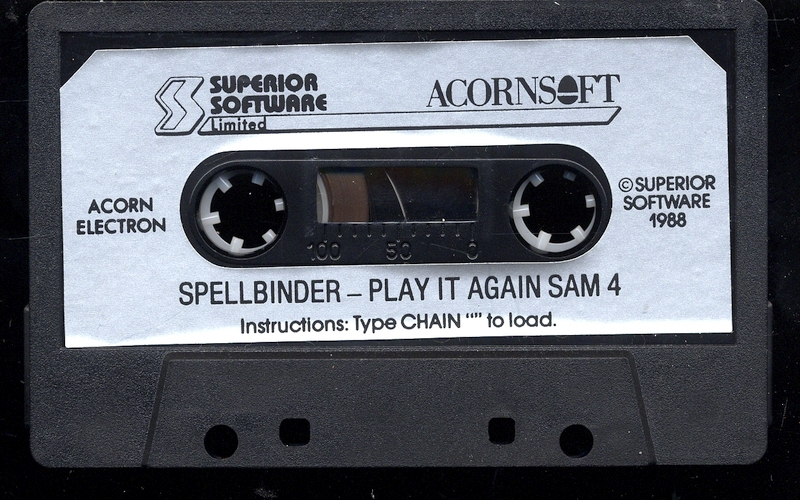 SUPERIOR
SOFTWARE
Limited
ACORNSOFT
ACORN
ELECTRON
100 50 0
© SUPERIOR
SOFTWARE
1988
SPELLBINDER – PLAY IT AGAIN SAM 4
Instructions: Type CHAIN “” to load.